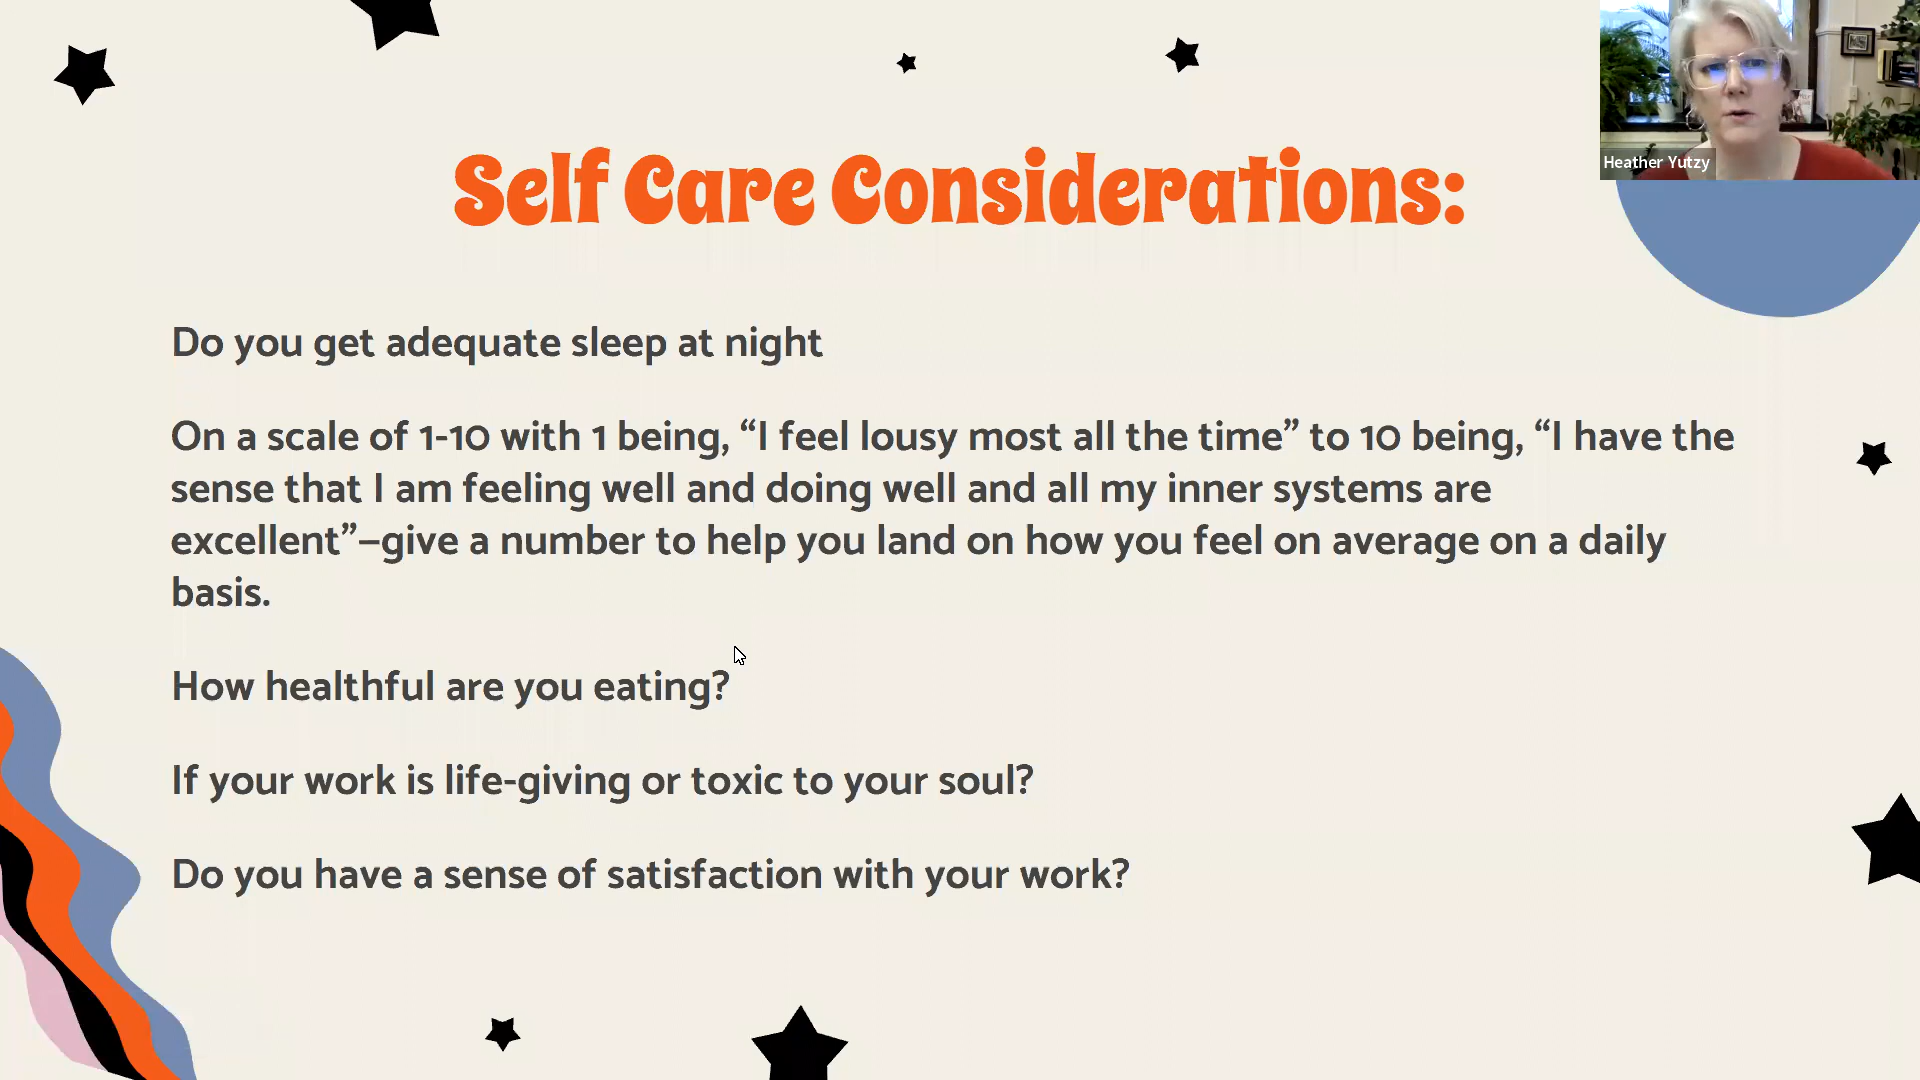 Self Care Considerations:
Heather Yutzy
Do you get adequate sleep at night
On a scale of 1-10 with 1 being, “I feel lousy most all the time” to 10 being, “I have the
sense that I am feeling well and doing well and all my inner systems are
excellent”–give a number to help you land on how you feel on average on a daily
basis.
How healthful are you eating?
If your work is life-giving or toxic to your soul?
Do you have a sense of satisfaction with your work?